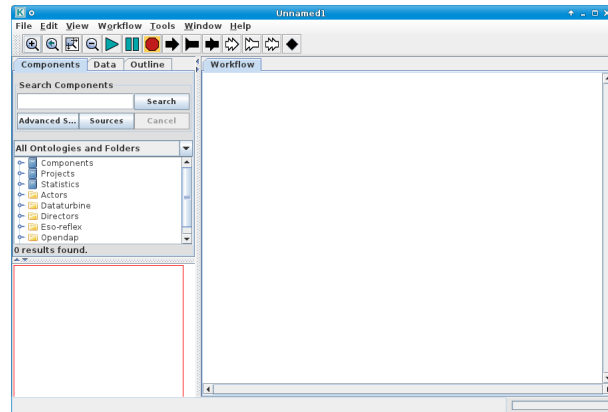 Unnamed1
File Edit View Workflow Tools Window Help
Components Data Outline
Workflow
Search Components
Search
Advanced S... Sources Cancel
All Ontologies and Folders
Components
Projects
Statistics
Actors
Dataturbine
Directors
Eso-reflex
Opendap
0 results found.